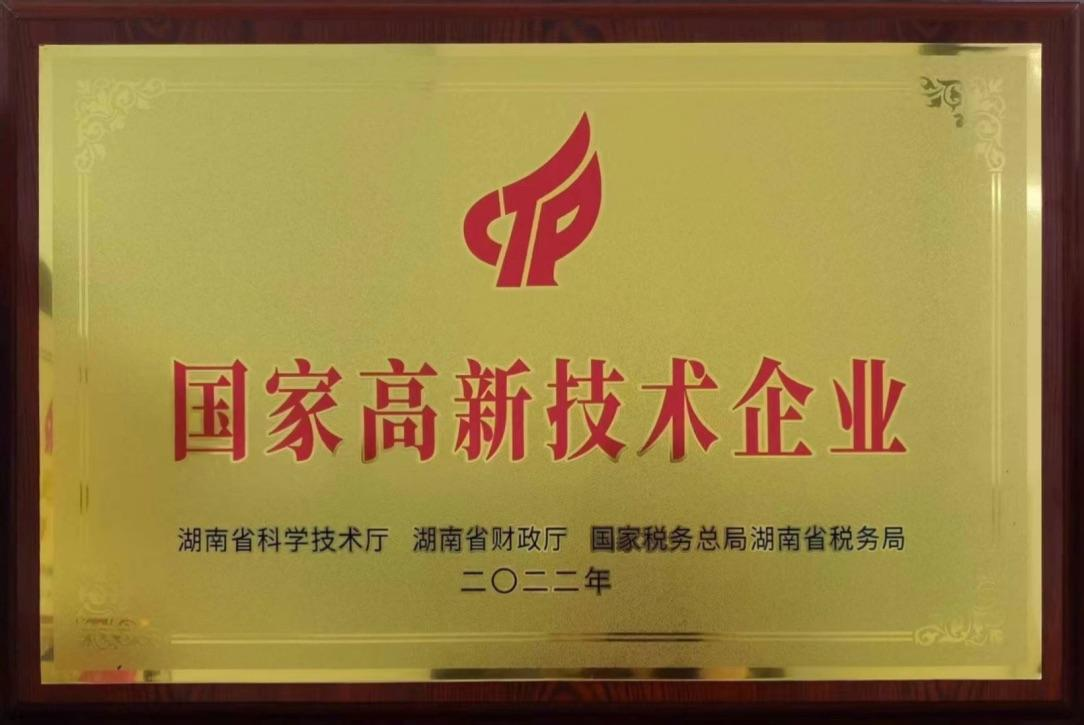 CTP
国家高新技术企业
湖南省科学技术厅 湖南省财政厅 国家税务总局湖南省税务局
二〇二二年